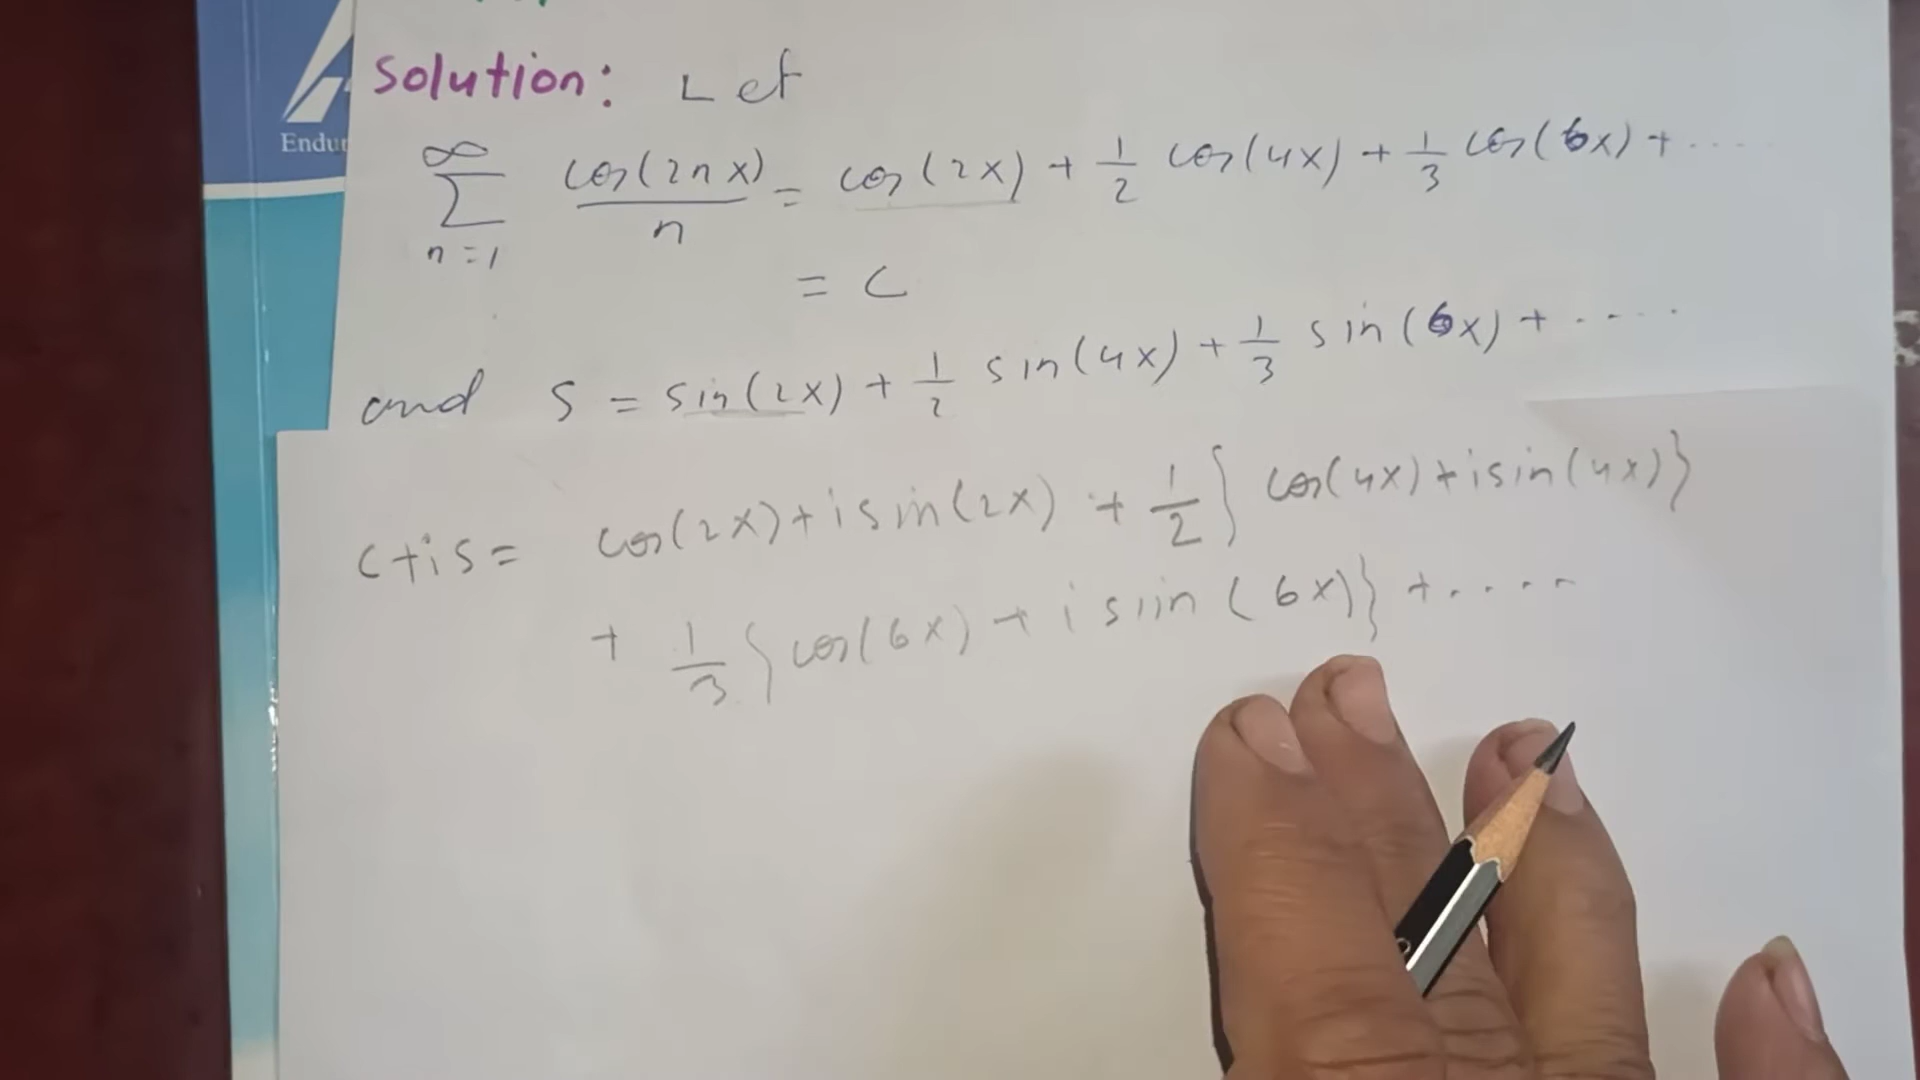 Endur
Solution: Let
∞ ∑ n=1 cos(2nx)/n = cos(2x) + 1/2 cos(4x) + 1/3 cos(6x) + .....
= C
and S = sin(2x) + 1/2 sin(4x) + 1/3 sin(6x) + .....
C+iS = cos(2x)+isin(2x) + 1/2 { cos(4x)+isin(4x)}
+ 1/3 {cos(6x) + i siin (6x)} + ....